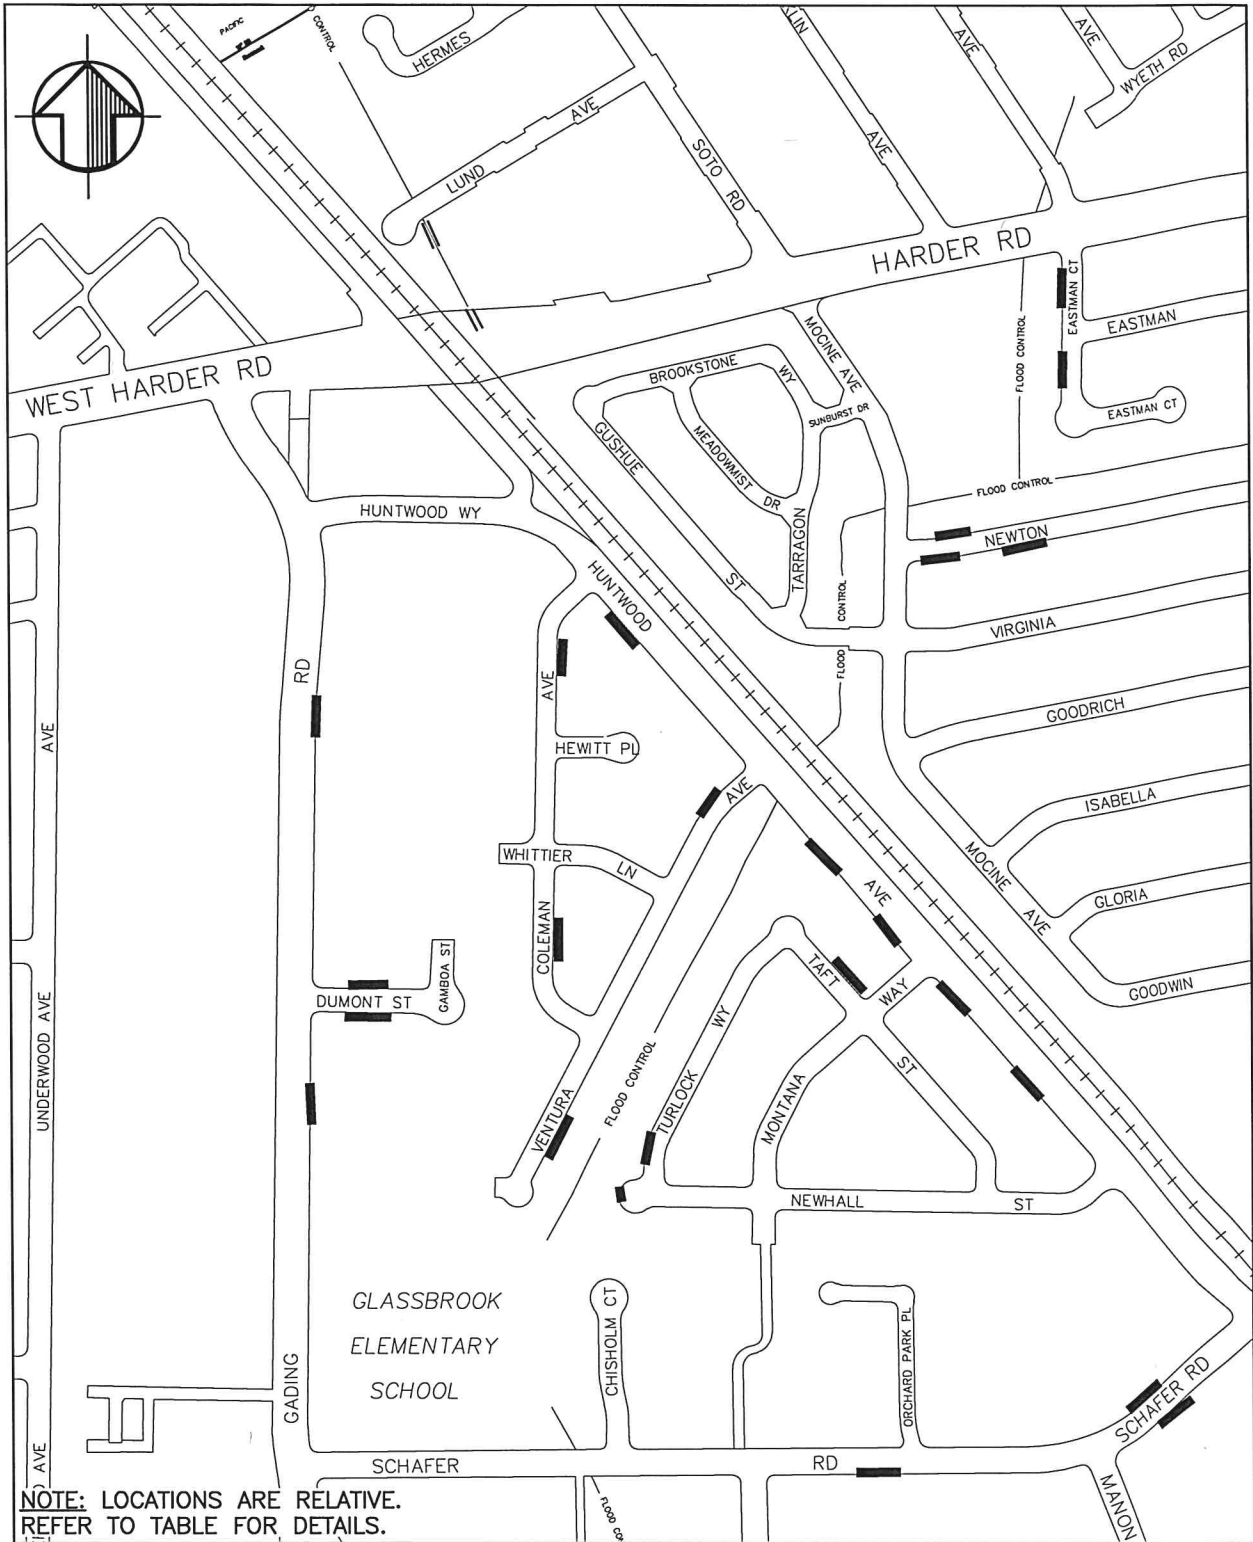 PACIFIC
CONTROL
HERMES
KLIN
AVE
AVE
AVE
WYETH RD
LUND
AVE
SOTO RD
AVE
HARDER RD
EASTMAN CT
EASTMAN
EASTMAN CT
FLOOD CONTROL
MOCINE AVE
BROOKSTONE
WY
SUNBURST DR
WEST HARDER RD
GUSHUE
MEADOWMIST
DR
FLOOD CONTROL
HUNTWOOD WY
TARRAGON
NEWTON
HUNTWOOD
ST
CONTROL
FLOOD
VIRGINIA
RD
AVE
AVE
HEWITT PL
GOODRICH
AVE
ISABELLA
WHITTIER
LN
MOCINE
AVE
AVE
GLORIA
COLEMAN
GAMBOA ST
DUMONT ST
TAFT
WAY
GOODWIN
UNDERWOOD AVE
WY
FLOOD CONTROL
TURLOCK
ST
VENTURA
MONTANA
NEWHALL
ST
GLASSBROOK
ELEMENTARY
SCHOOL
CHISHOLM CT
ORCHARD PARK PL
GADING
SCHAFER RD
AVE
SCHAFER
RD
MANON
FLOOD CO
NOTE: LOCATIONS ARE RELATIVE.
REFER TO TABLE FOR DETAILS.